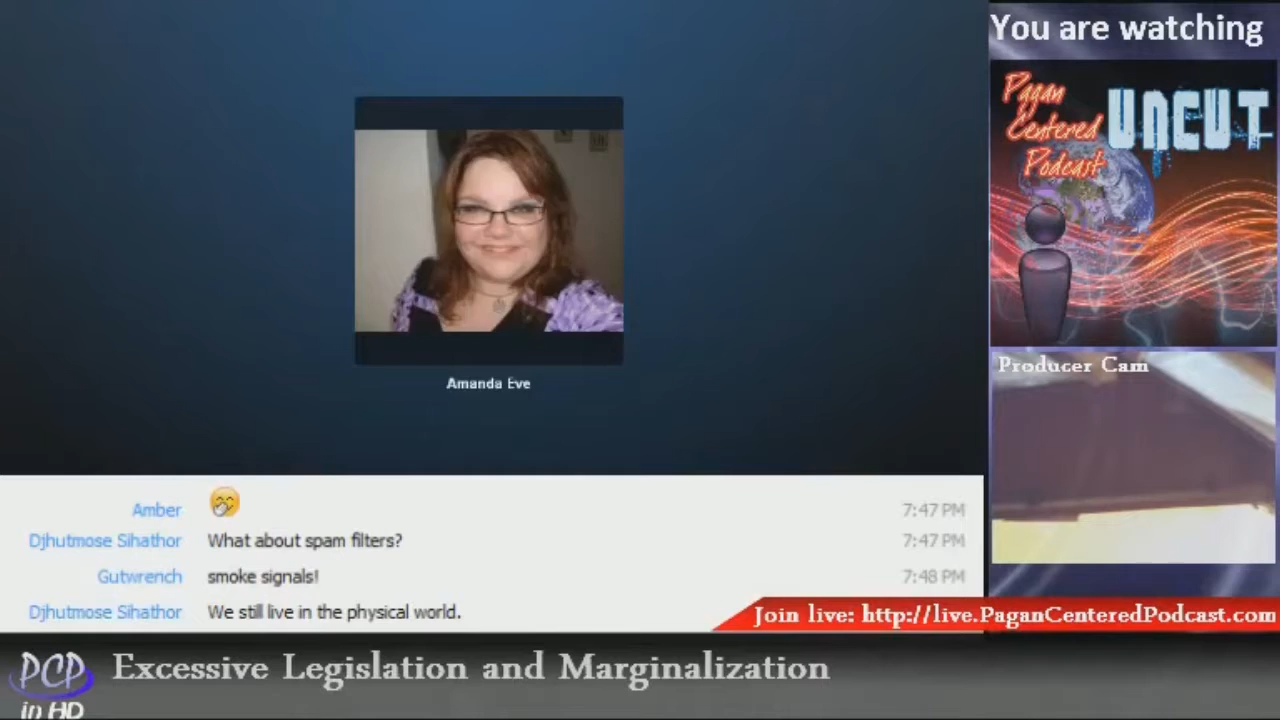 You are watching
Pagan
Centered
Podcast
UNCUT
Producer Cam
Amanda Eve
Amber 7:47 PM
Djhutmose Sihathor What about spam filters? 7:47 PM
Gutwrench smoke signals! 7:48 PM
Djhutmose Sihathor We still live in the physical world.
Join live: http://live.PaganCenteredPodcast.com
PCP
in HD
Excessive Legislation and Marginalization